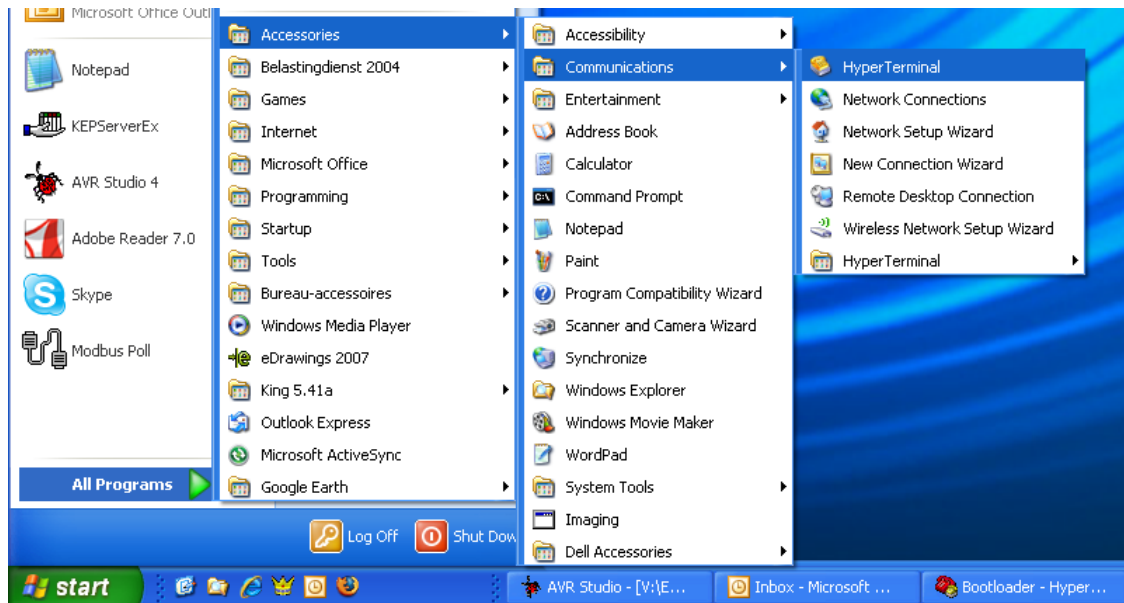 Microsoft Office Outl
Notepad
KEPServerEx
AVR Studio 4
Adobe Reader 7.0
Skype
Modbus Poll
All Programs
Accessories
Belastingdienst 2004
Games
Internet
Microsoft Office
Programming
Startup
Tools
Bureau-accessoires
Windows Media Player
eDrawings 2007
King 5.41a
Outlook Express
Microsoft ActiveSync
Google Earth
Accessibility
Communications
Entertainment
Address Book
Calculator
Command Prompt
Notepad
Paint
Program Compatibility Wizard
Scanner and Camera Wizard
Synchronize
Windows Explorer
Windows Movie Maker
WordPad
System Tools
Imaging
Dell Accessories
HyperTerminal
Network Connections
Network Setup Wizard
New Connection Wizard
Remote Desktop Connection
Wireless Network Setup Wizard
HyperTerminal
Log Off
Shut Dow
start
AVR Studio - [V:\E...
Inbox - Microsoft ...
Bootloader - Hyper...